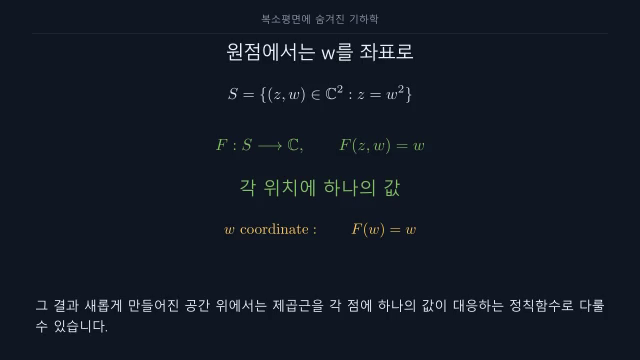 복소평면에 숨겨진 기하학
원점에서는 w를 좌표로
S = {(z, w) ∈ ℂ² : z = w²}
F : S ⟶ ℂ, F(z, w) = w
각 위치에 하나의 값
w coordinate : F(w) = w
그 결과 새롭게 만들어진 공간 위에서는 제곱근을 각 점에 하나의 값이 대응하는 정칙함수로 다룰
수 있습니다.